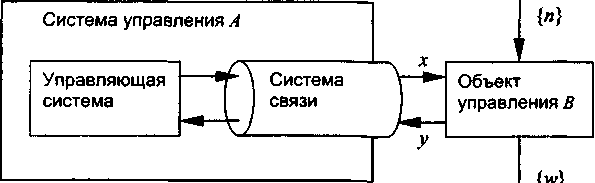 Система управления A
{n}
Управляющая
система
Система
связи
x
y
Объект
управления B
{w}